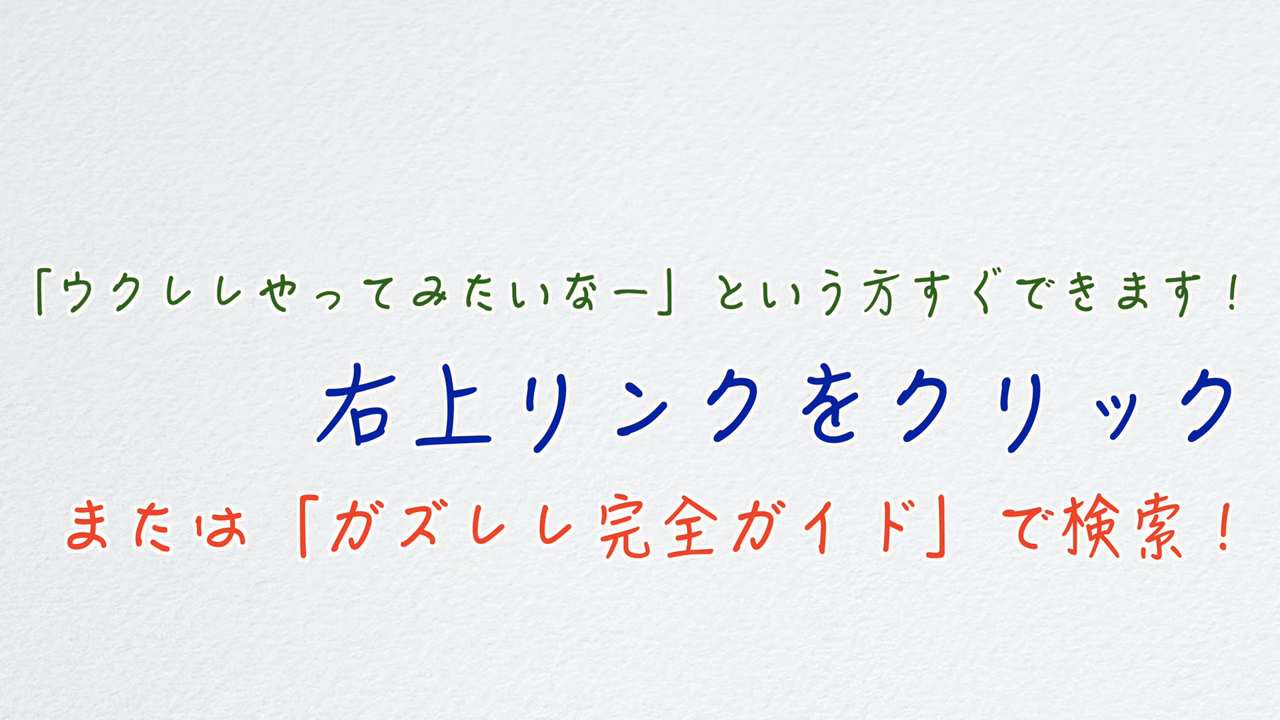 「ウクレレやってみたいなー」という方すぐできます！
右上リンクをクリック
または「ガズレレ完全ガイド」で検索！